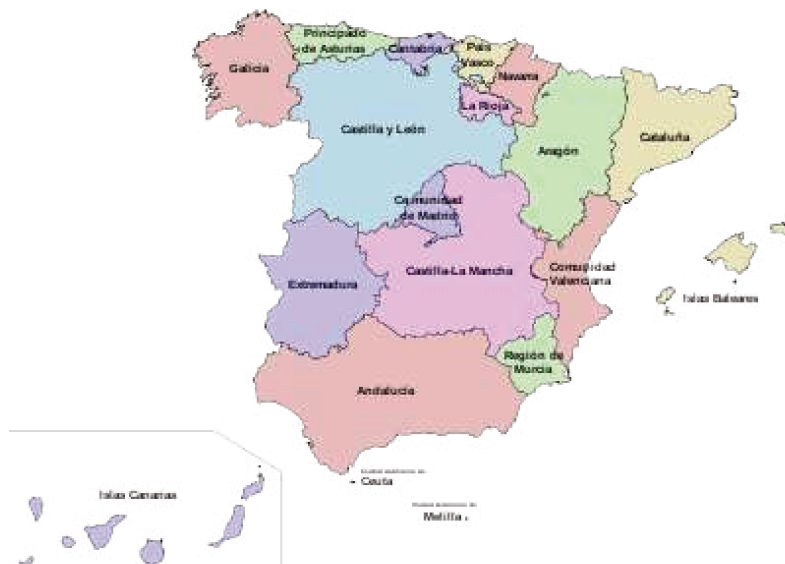 Principado
de Asturias
Cantabria
País
Vasco
Navarra
Galicia
La Rioja
Castilla y León
Cataluña
Aragón
Comunidad
de Madrid
Extremadura
Castilla-La Mancha
Comunidad
Valenciana
Islas Baleares
Región de
Murcia
Andalucía
Ceuta
Islas Canarias
Melilla